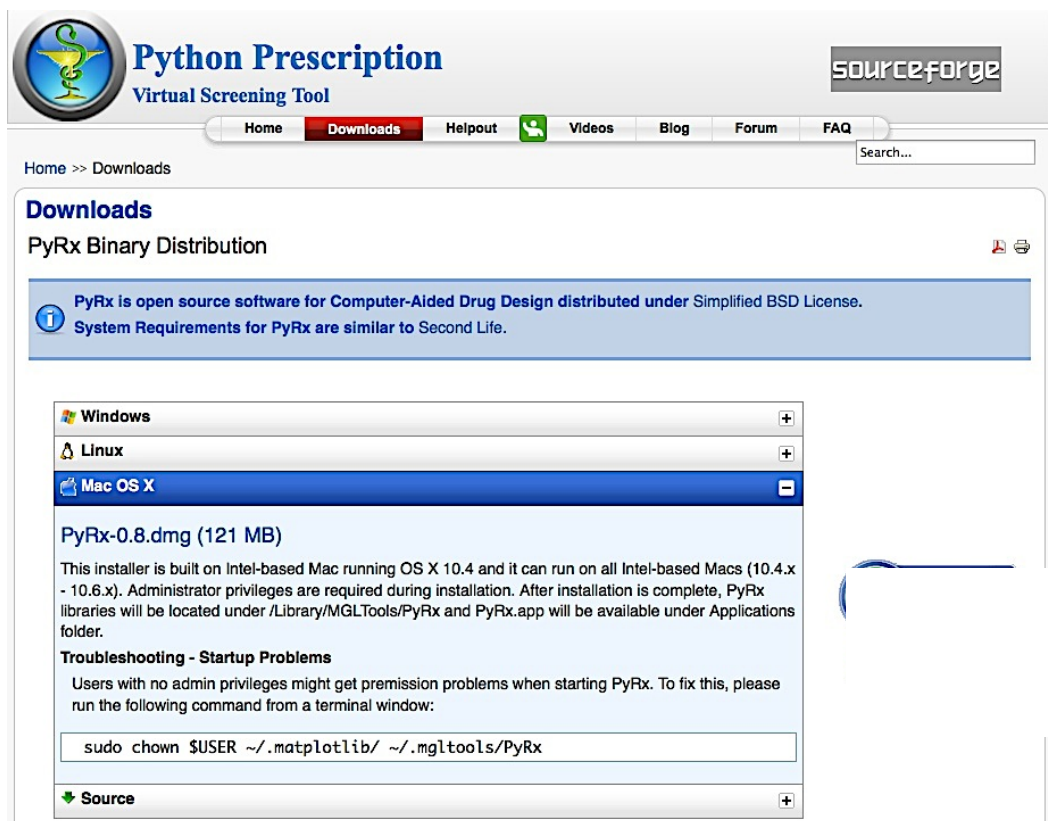 Python Prescription
Virtual Screening Tool
sourceforge
Home Downloads Helpout Videos Blog Forum FAQ
Search...
Home >> Downloads
Downloads
PyRx Binary Distribution
PyRx is open source software for Computer-Aided Drug Design distributed under Simplified BSD License.
System Requirements for PyRx are similar to Second Life.
Windows
Linux
Mac OS X
PyRx-0.8.dmg (121 MB)
This installer is built on Intel-based Mac running OS X 10.4 and it can run on all Intel-based Macs (10.4.x
- 10.6.x). Administrator privileges are required during installation. After installation is complete, PyRx
libraries will be located under /Library/MGLTools/PyRx and PyRx.app will be available under Applications
folder.
Troubleshooting - Startup Problems
Users with no admin privileges might get premission problems when starting PyRx. To fix this, please
run the following command from a terminal window:
sudo chown $USER ~/.matplotlib/ ~/.mgltools/PyRx
Source